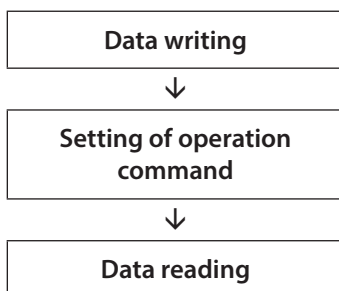 Data writing
Setting of operation
command
Data reading